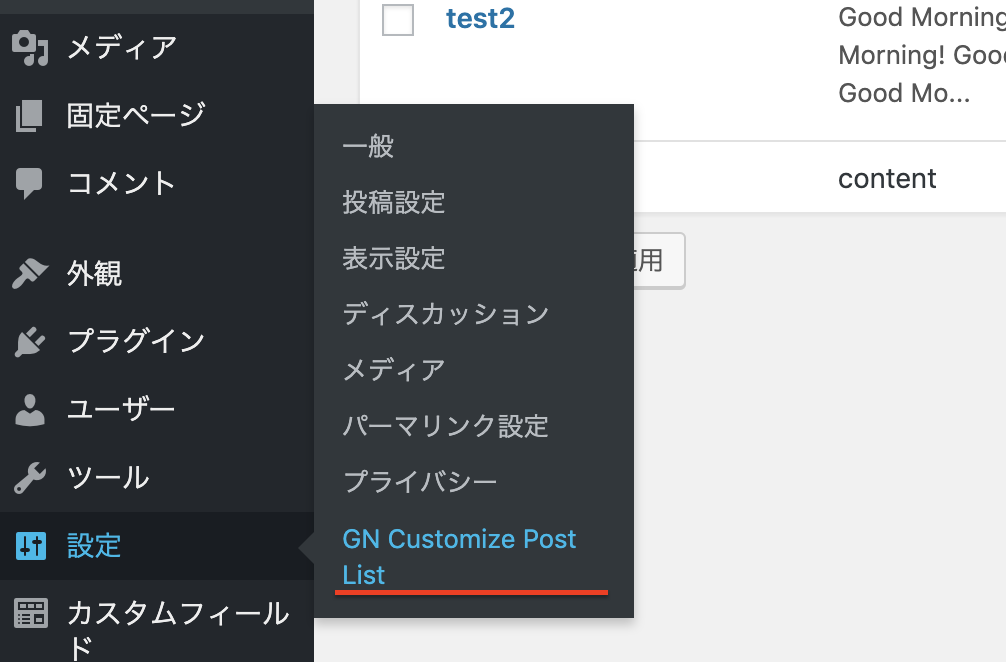 メディア
固定ページ
コメント
外観
プラグイン
ユーザー
ツール
設定
カスタムフィール
ド
一般
投稿設定
表示設定
ディスカッション
メディア
パーマリンク設定
プライバシー
GN Customize Post
List
test2
Good Morning
Morning! Good
Good Mo...
content
適用